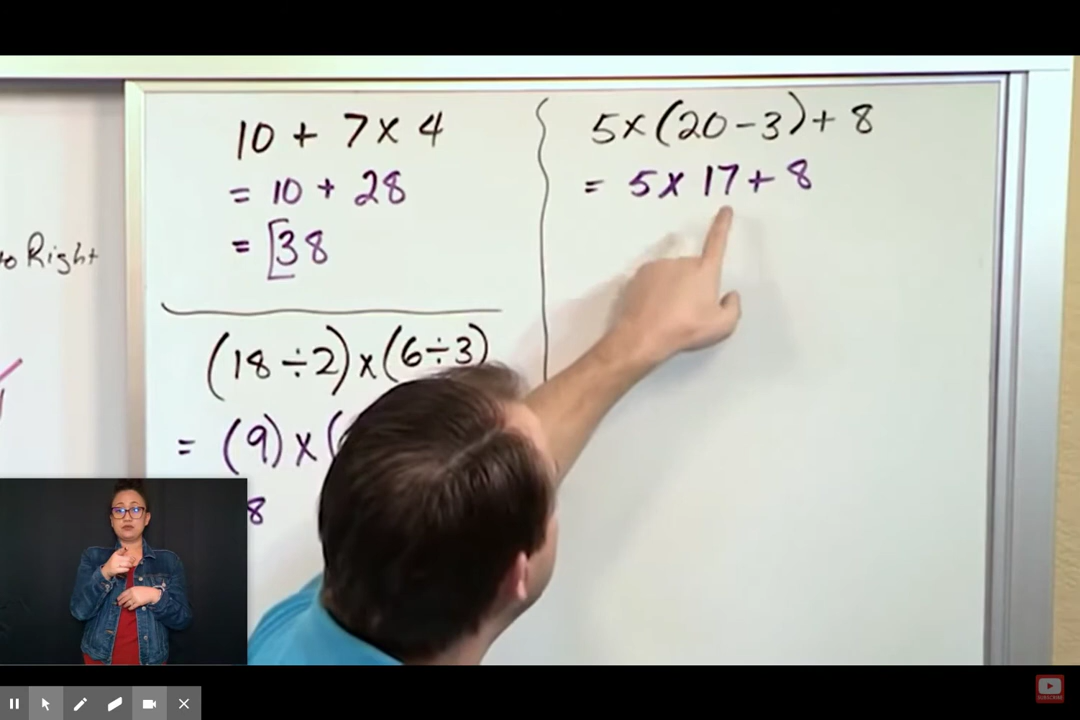 10 + 7 x 4
= 10 + 28
= [38
(18 ÷ 2) x (6 ÷ 3)
= (9) x (
8
5 x (20 - 3) + 8
= 5 x 17 + 8
to Right